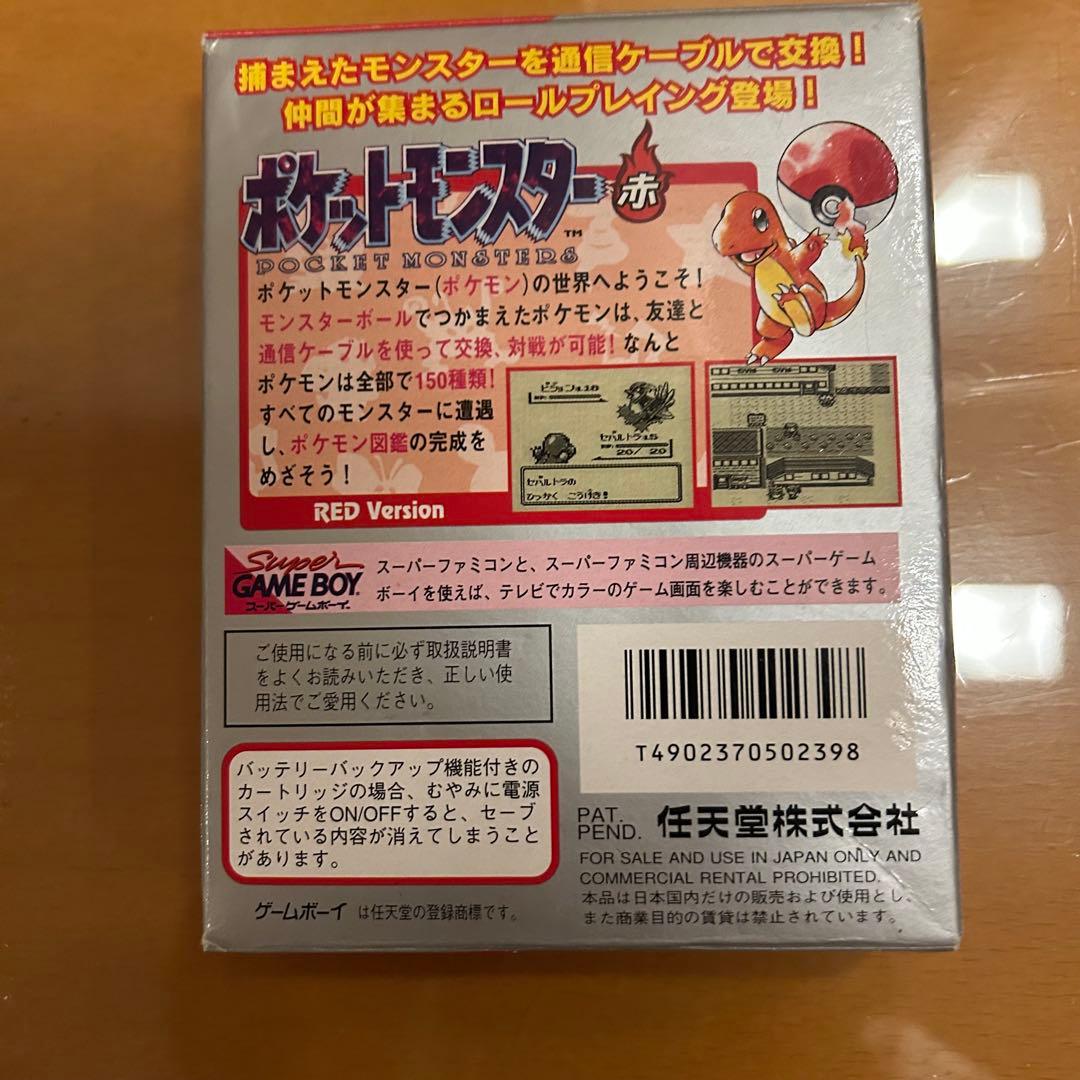 捕まえたモンスターを通信ケーブルで交換！
仲間が集まるロールプレイング登場！
ポケットモンスター 赤
TM
POCKET MONSTERS
ポケットモンスター(ポケモン)の世界へようこそ！
モンスターボールでつかまえたポケモンは、友達と
通信ケーブルを使って交換、対戦が可能！なんと
ポケモンは全部で150種類！
すべてのモンスターに遭遇
し、ポケモン図鑑の完成を
めざそう！
RED Version
20/ 20
セバルトラの
ひっかく こうげき！
GYM
Super
GAME BOY
スーパーゲームボーイ
スーパーファミコンと、スーパーファミコン周辺機器のスーパーゲーム
ボーイを使えば、テレビでカラーのゲーム画面を楽しむことができます。
ご使用になる前に必ず取扱説明書
をよくお読みいただき、正しい使
用法でご愛用ください。
T4902370502398
バッテリーバックアップ機能付きの
カートリッジの場合、むやみに電源
スイッチをON/OFFすると、セーブ
されている内容が消えてしまうこと
があります。
PAT.
PEND. 任天堂株式会社
FOR SALE AND USE IN JAPAN ONLY AND
COMMERCIAL RENTAL PROHIBITED.
本品は日本国内だけの販売および使用とし、
また商業目的の賃貸は禁止されています。
ゲームボーイ は任天堂の登録商標です。